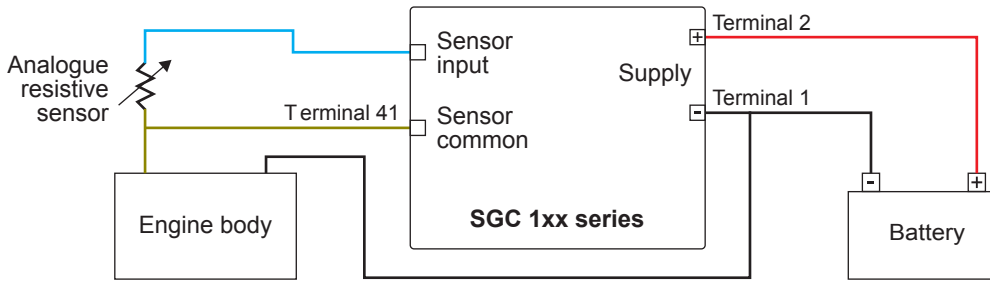 Analogue
resistive
sensor
Terminal 41
Sensor
input
Sensor
common
Supply
+
-
Terminal 2
Terminal 1
SGC 1xx series
Engine body
-
+
Battery